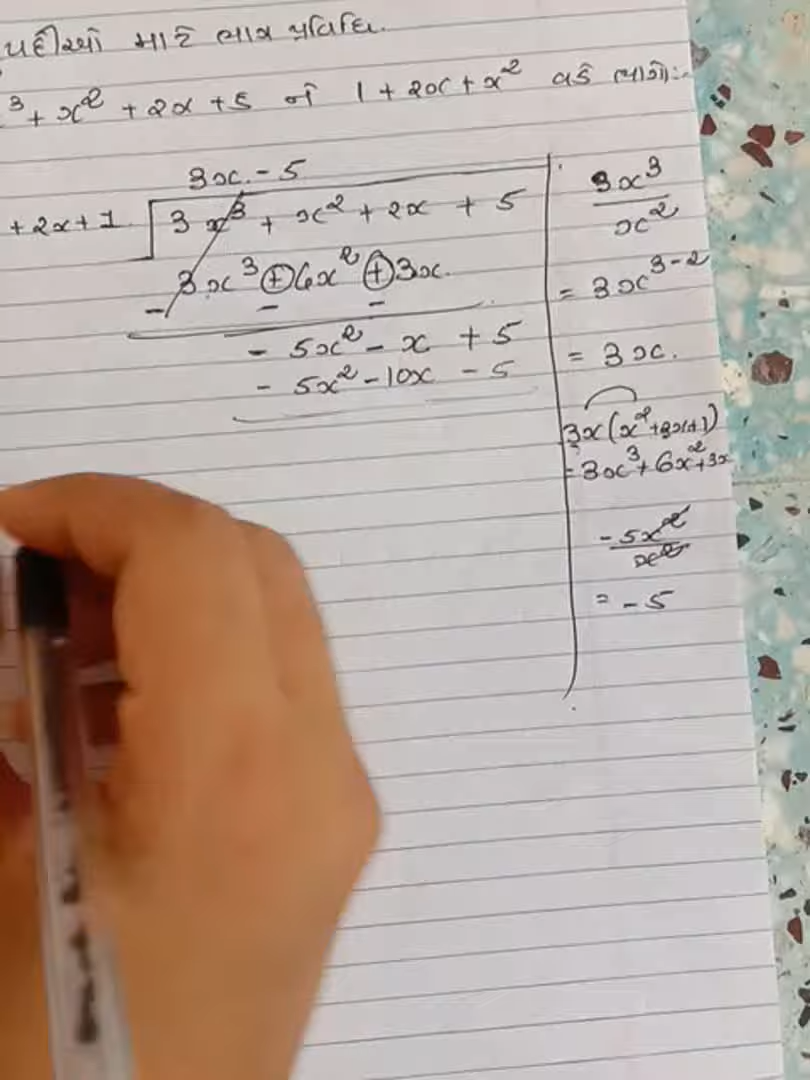 માટે ભાગ પ્રવિધિ.
³ + x² + 2x + 5 ને 1 + 2x + x² વડે ભાગો:-
3x - 5
+ 2x + 1 3x³ + x² + 2x + 5
3x³ + 6x² + 3x.
- - -
- 5x² - x + 5
- 5x² - 10x - 5
3x³
x²
= 3x³⁻²
= 3x.
3x(x²+2x+1)
= 3x³ + 6x² + 3x
- 5x²
x²
= - 5